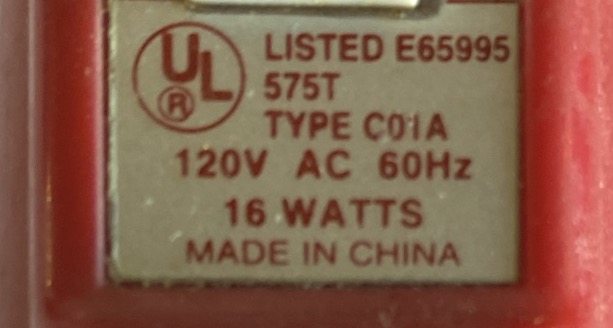 UL
®
LISTED E65995
575T
TYPE C01A
120V AC 60Hz
16 WATTS
MADE IN CHINA